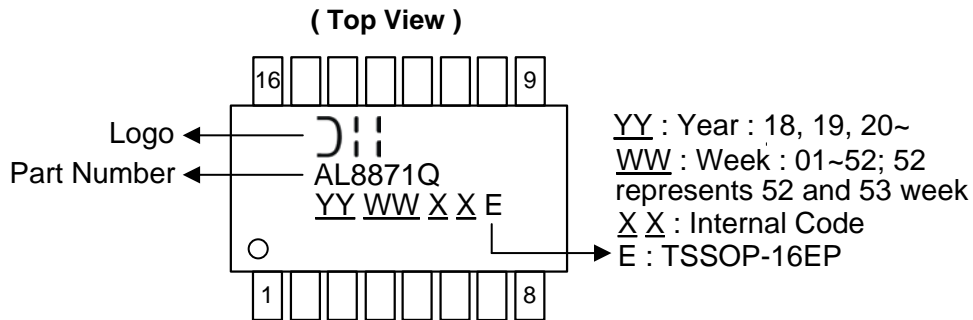 ( Top View )
16 9
Logo
Part Number
AL8871Q
YY WW X X E
1 8
YY : Year : 18, 19, 20~
WW : Week : 01~52; 52
represents 52 and 53 week
X X : Internal Code
E : TSSOP-16EP